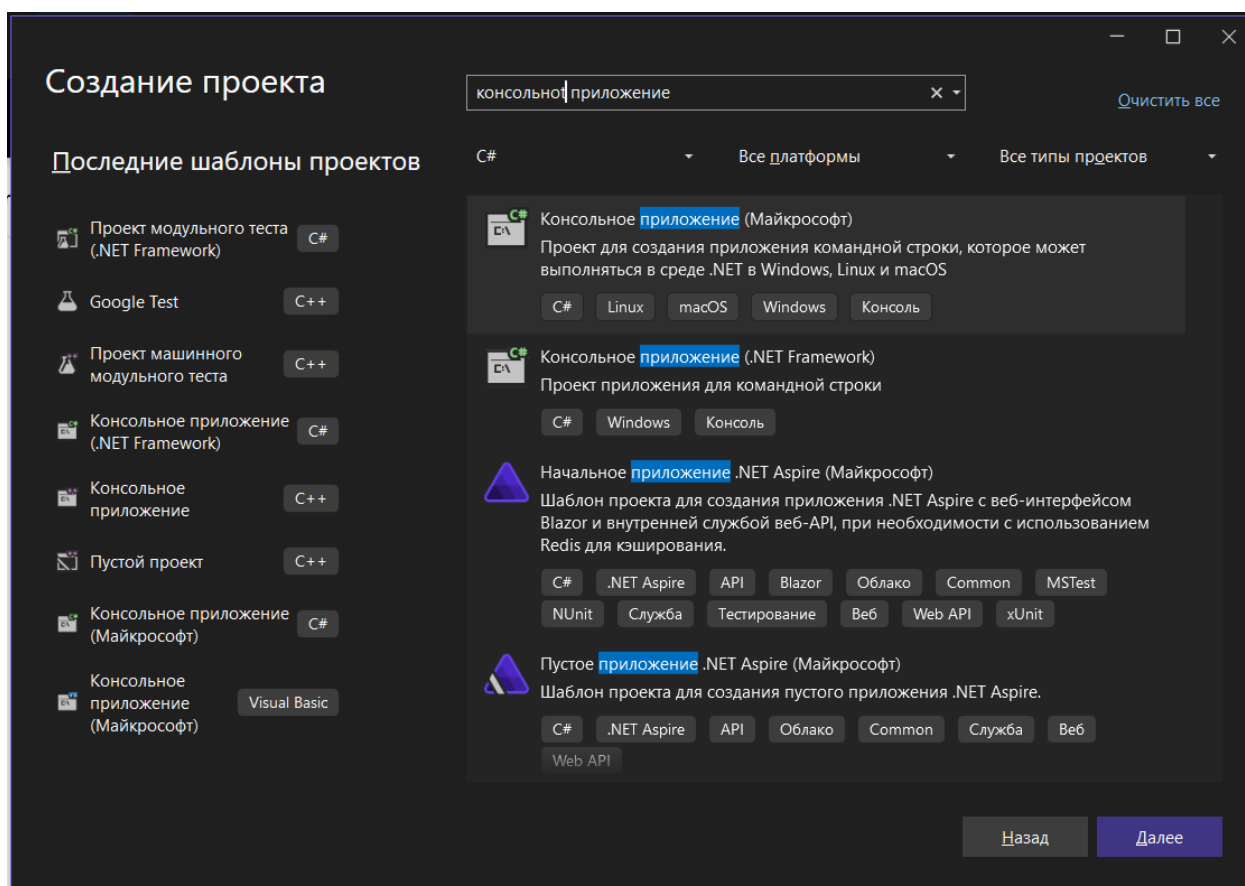 Создание проекта
консольноt приложение
Очистить все
Последние шаблоны проектов
C#
Все платформы
Все типы проектов
Проект модульного теста
(.NET Framework)
C#
Google Test
C++
Проект машинного
модульного теста
C++
Консольное приложение
(.NET Framework)
C#
Консольное
приложение
C++
Пустой проект
C++
Консольное приложение
(Майкрософт)
C#
Консольное
приложение
(Майкрософт)
Visual Basic
Консольное приложение (Майкрософт)
Проект для создания приложения командной строки, которое может
выполняться в среде .NET в Windows, Linux и macOS
C# Linux macOS Windows Консоль
Консольное приложение (.NET Framework)
Проект приложения для командной строки
C# Windows Консоль
Начальное приложение .NET Aspire (Майкрософт)
Шаблон проекта для создания приложения .NET Aspire с веб-интерфейсом
Blazor и внутренней службой веб-API, при необходимости с использованием
Redis для кэширования.
C# .NET Aspire API Blazor Облако Common MSTest
NUnit Служба Тестирование Веб Web API xUnit
Пустое приложение .NET Aspire (Майкрософт)
Шаблон проекта для создания пустого приложения .NET Aspire.
C# .NET Aspire API Облако Common Служба Веб
Web API
Назад
Далее